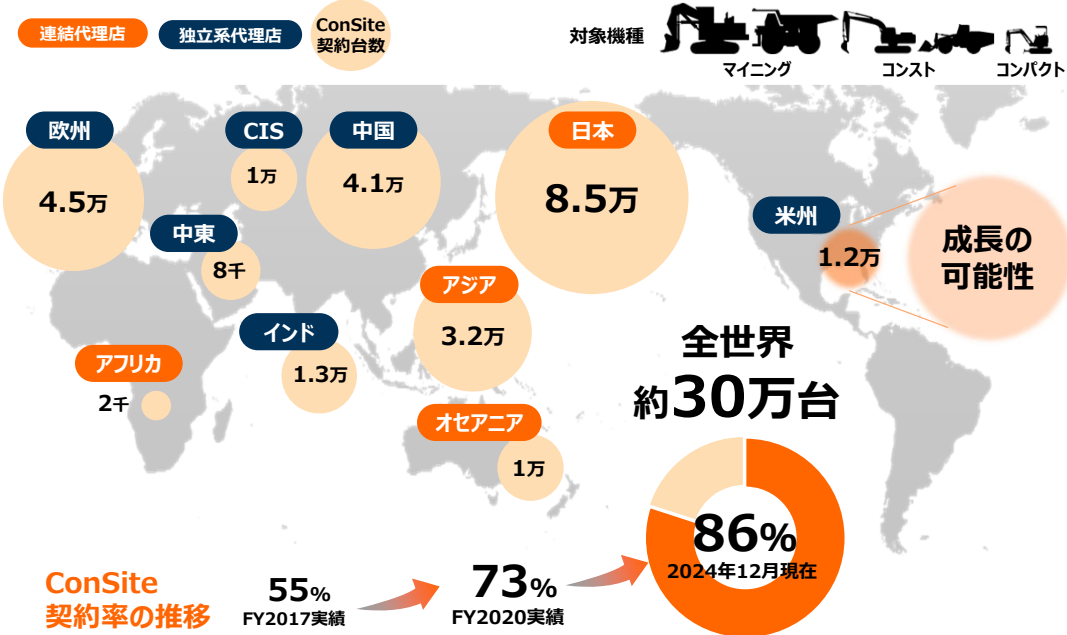 連結代理店
独立系代理店
ConSite
契約台数
対象機種
マイニング
コンスト
コンパクト
欧州
4.5万
CIS
1万
中国
4.1万
日本
8.5万
中東
8千
米州
1.2万
成長の
可能性
アジア
3.2万
インド
1.3万
アフリカ
2千
オセアニア
1万
全世界
約30万台
86%
2024年12月現在
ConSite
契約率の推移
55%
FY2017実績
73%
FY2020実績